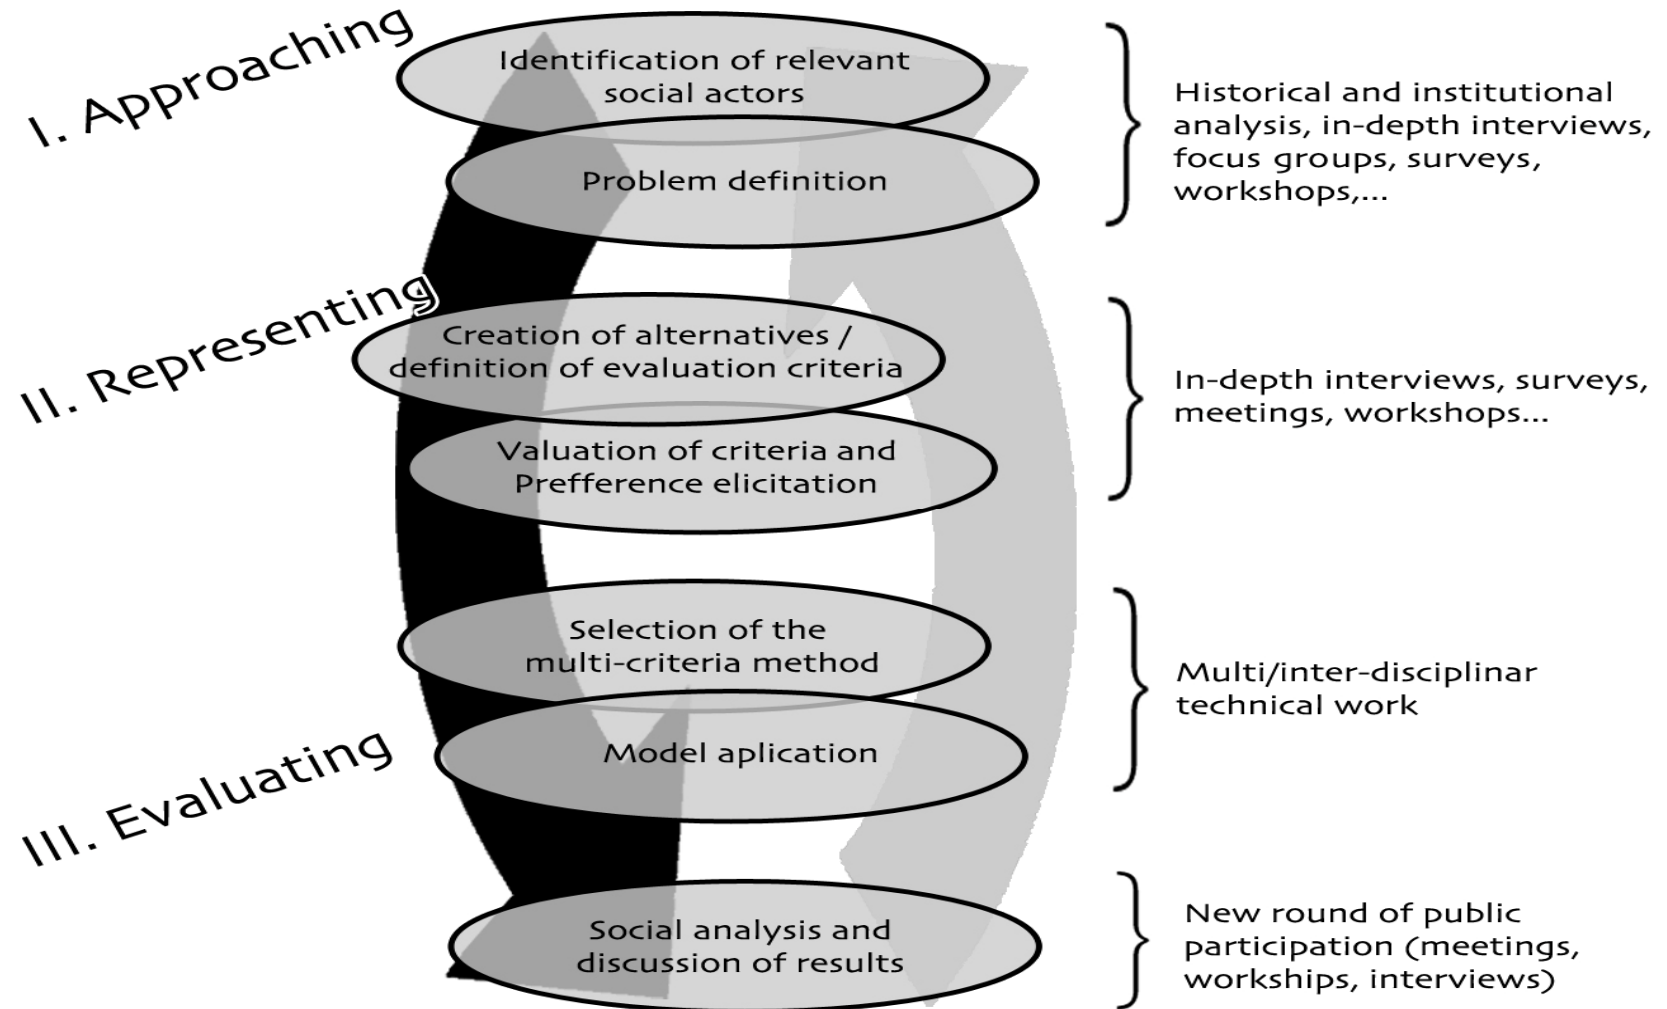 I. Approaching
Identification of relevant
social actors
Problem definition
Historical and institutional
analysis, in-depth interviews,
focus groups, surveys,
workshops,...
II. Representing
Creation of alternatives /
definition of evaluation criteria
Valuation of criteria and
Prefference elicitation
In-depth interviews, surveys,
meetings, workshops...
III. Evaluating
Selection of the
multi-criteria method
Model aplication
Multi/inter-disciplinar
technical work
Social analysis and
discussion of results
New round of public
participation (meetings,
workships, interviews)